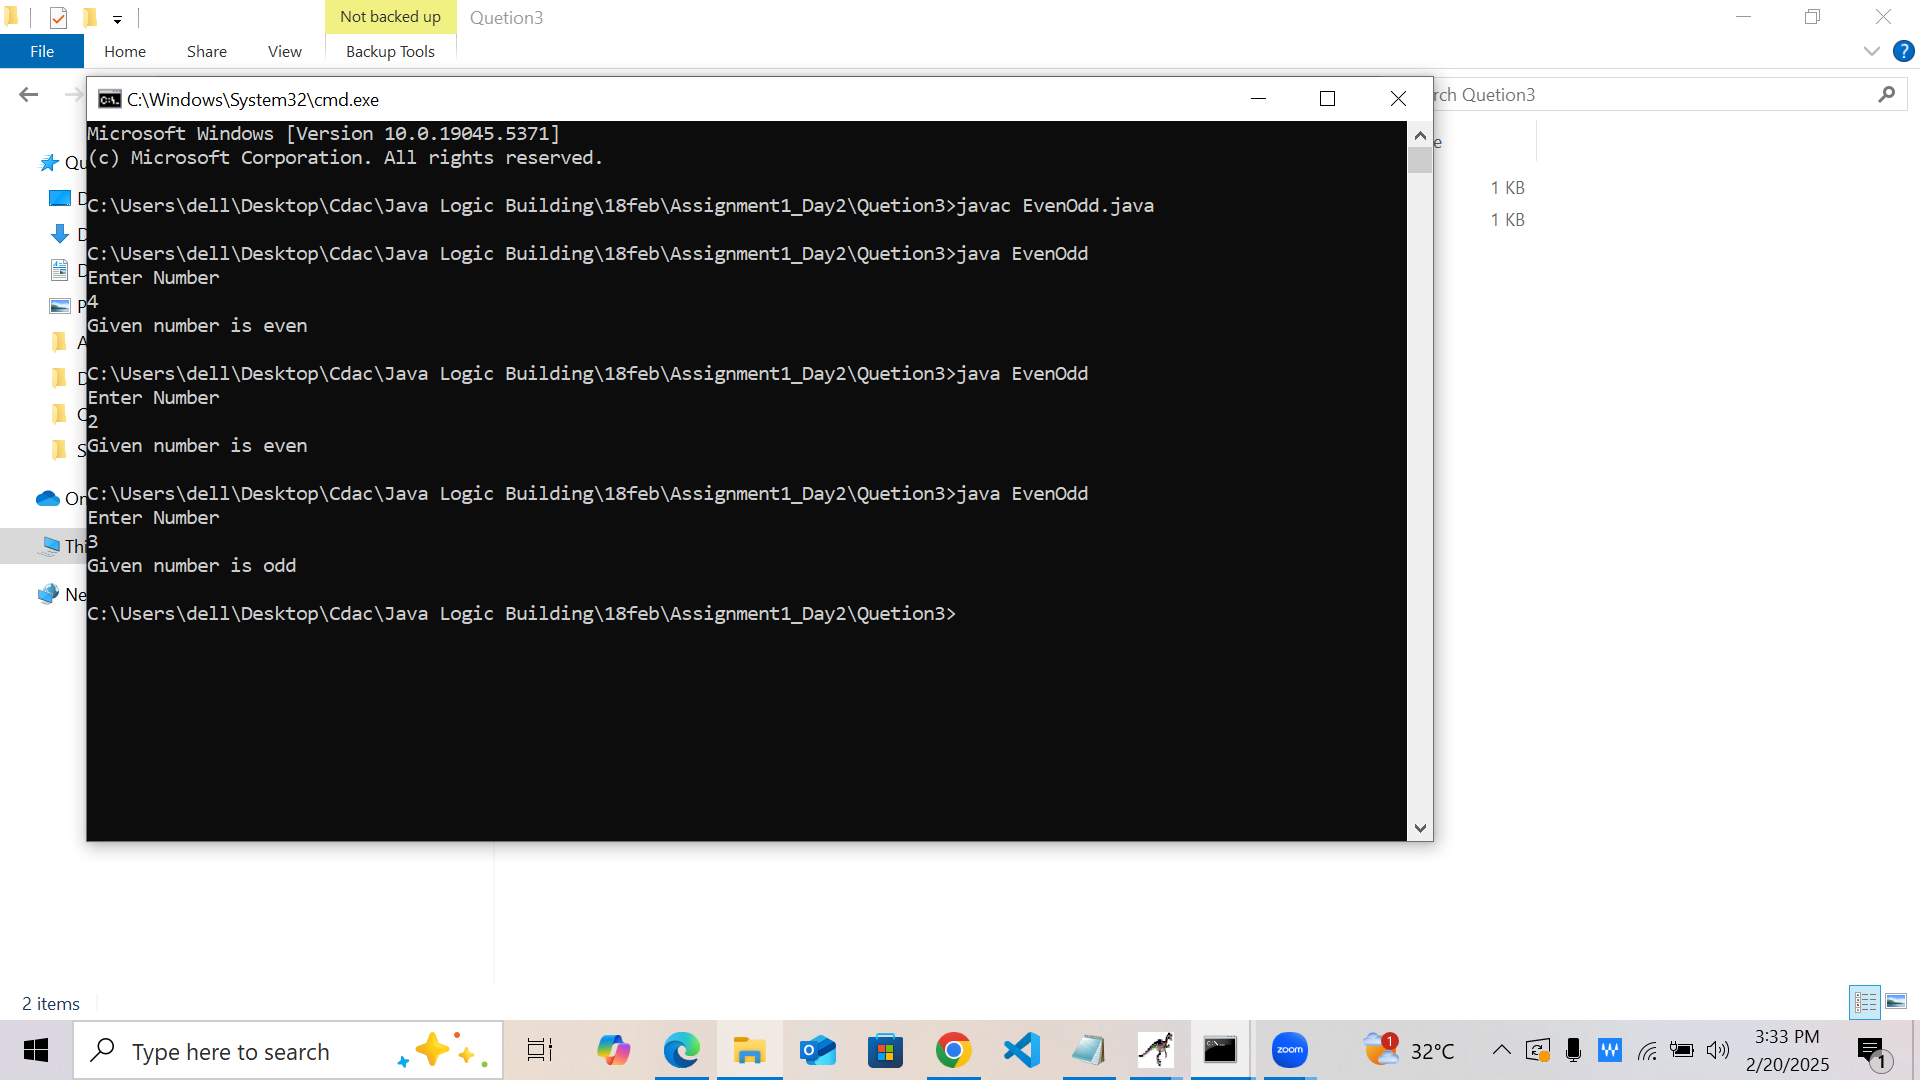 Not backed up
Quetion3
File
Home
Share
View
Backup Tools
C:\Windows\System32\cmd.exe
rch Quetion3
Microsoft Windows [Version 10.0.19045.5371]
(c) Microsoft Corporation. All rights reserved.
C:\Users\dell\Desktop\Cdac\Java Logic Building\18feb\Assignment1_Day2\Quetion3>javac EvenOdd.java
1 KB
1 KB
C:\Users\dell\Desktop\Cdac\Java Logic Building\18feb\Assignment1_Day2\Quetion3>java EvenOdd
Enter Number
4
Given number is even
C:\Users\dell\Desktop\Cdac\Java Logic Building\18feb\Assignment1_Day2\Quetion3>java EvenOdd
Enter Number
2
Given number is even
C:\Users\dell\Desktop\Cdac\Java Logic Building\18feb\Assignment1_Day2\Quetion3>java EvenOdd
Enter Number
3
Given number is odd
C:\Users\dell\Desktop\Cdac\Java Logic Building\18feb\Assignment1_Day2\Quetion3>
2 items
Type here to search
zoom
1
32°C
3:33 PM
2/20/2025
1